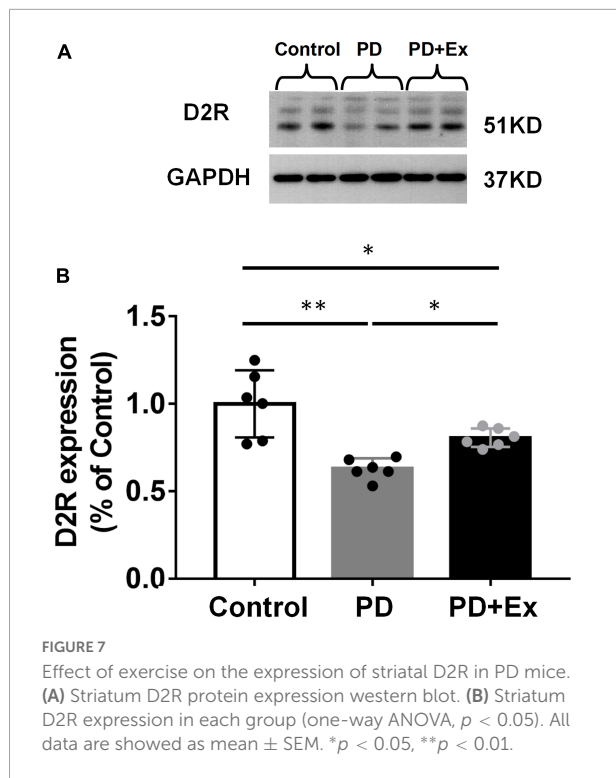 A
Control PD PD+Ex
D2R 51KD
GAPDH 37KD
B
*
** *
D2R expression
(% of Control)
1.5
1.0
0.5
0.0
Control PD PD+Ex
FIGURE 7
Effect of exercise on the expression of striatal D2R in PD mice.
(A) Striatum D2R protein expression western blot. (B) Striatum
D2R expression in each group (one-way ANOVA, p < 0.05). All
data are showed as mean ± SEM. *p < 0.05, **p < 0.01.